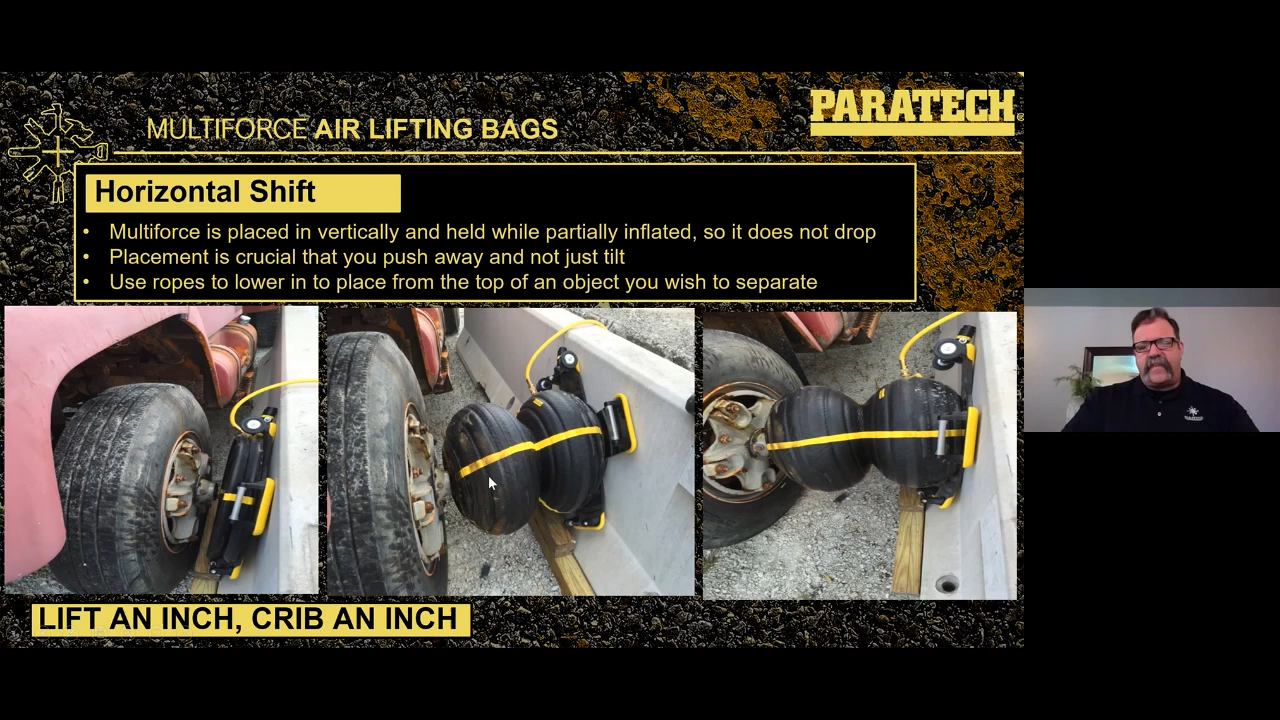 PARATECH
MULTIFORCE AIR LIFTING BAGS
Horizontal Shift
• Multiforce is placed in vertically and held while partially inflated, so it does not drop
• Placement is crucial that you push away and not just tilt
• Use ropes to lower in to place from the top of an object you wish to separate
LIFT AN INCH, CRIB AN INCH